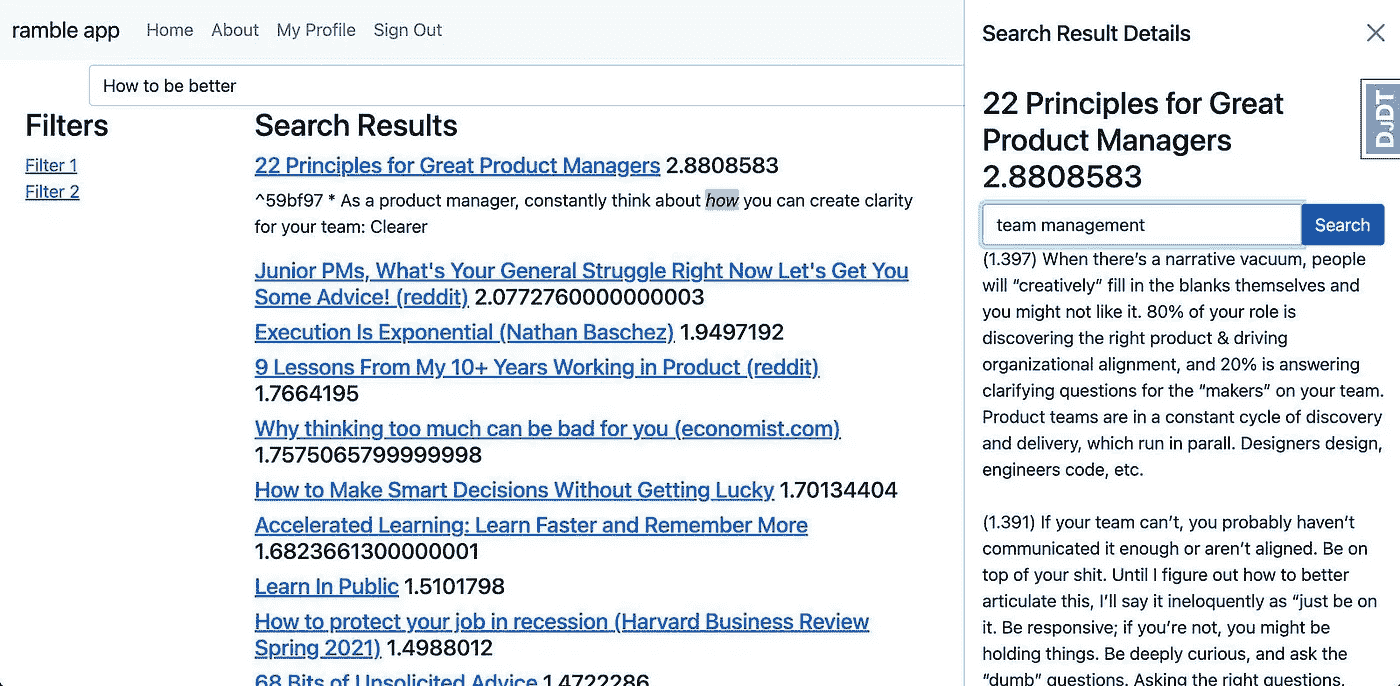 ramble app Home About My Profile Sign Out
How to be better
Filters
Filter 1
Filter 2
Search Results
22 Principles for Great Product Managers 2.8808583
^59bf97 * As a product manager, constantly think about how you can create clarity
for your team: Clearer
Junior PMs, What's Your General Struggle Right Now Let's Get You
Some Advice! (reddit) 2.0772760000000003
Execution Is Exponential (Nathan Baschez) 1.9497192
9 Lessons From My 10+ Years Working in Product (reddit)
1.7664195
Why thinking too much can be bad for you (economist.com)
1.7575065799999998
How to Make Smart Decisions Without Getting Lucky 1.70134404
Accelerated Learning: Learn Faster and Remember More
1.6823661300000001
Learn In Public 1.5101798
How to protect your job in recession (Harvard Business Review
Spring 2021) 1.4988012
68 Bits of Unsolicited Advice 1.4722286
Search Result Details
DjDT
22 Principles for Great
Product Managers
2.8808583
team management Search
(1.397) When there’s a narrative vacuum, people
will “creatively” fill in the blanks themselves and
you might not like it. 80% of your role is
discovering the right product & driving
organizational alignment, and 20% is answering
clarifying questions for the “makers” on your team.
Product teams are in a constant cycle of discovery
and delivery, which run in parall. Designers design,
engineers code, etc.
(1.391) If your team can’t, you probably haven’t
communicated it enough or aren’t aligned. Be on
top of your shit. Until I figure out how to better
articulate this, I’ll say it ineloquently as “just be on
it. Be responsive; if you’re not, you might be
holding things. Be deeply curious, and ask the
“dumb” questions. Asking the right questions,